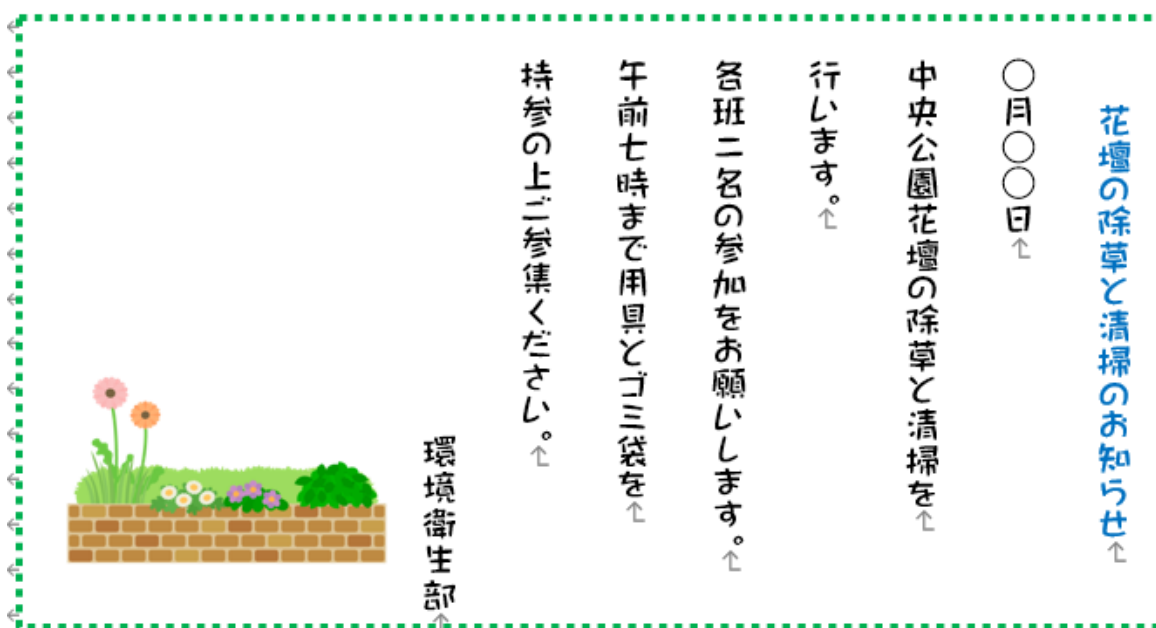 花壇の除草と清掃のお知らせ
〇月〇〇日
中央公園花壇の除草と清掃を
行います。
各班二名の参加をお願いします。
午前七時まで用具とゴミ袋を
持参の上ご参集ください。
環境衛生部